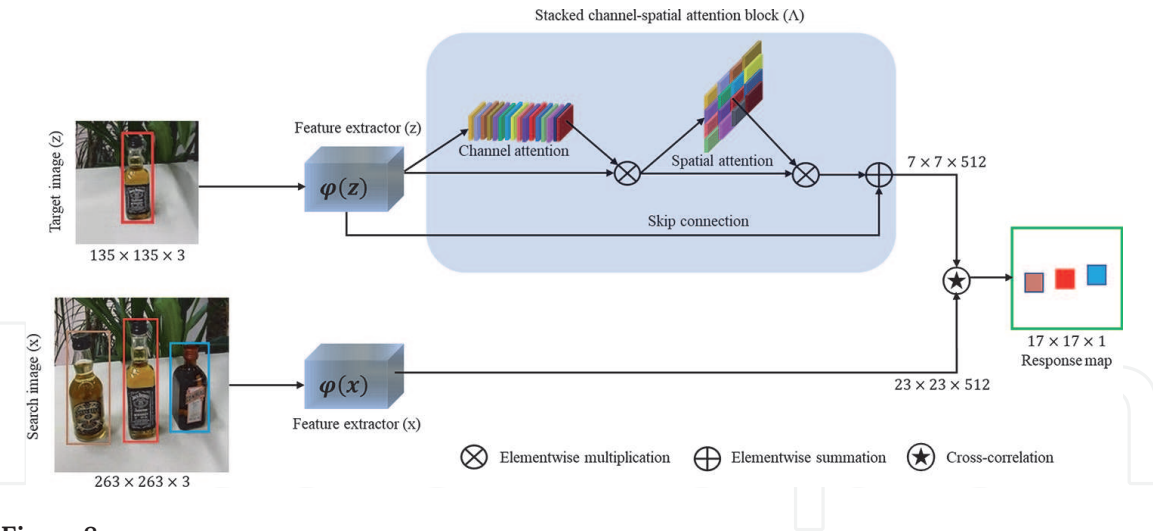 Stacked channel-spatial attention block (Λ)
Target image (z)
135 × 135 × 3
Feature extractor (z)
φ(z)
Channel attention
Spatial attention
Skip connection
7 × 7 × 512
Search image (x)
263 × 263 × 3
φ(x)
Feature extractor (x)
23 × 23 × 512
17 × 17 × 1
Response map
Elementwise multiplication
Elementwise summation
Cross-correlation